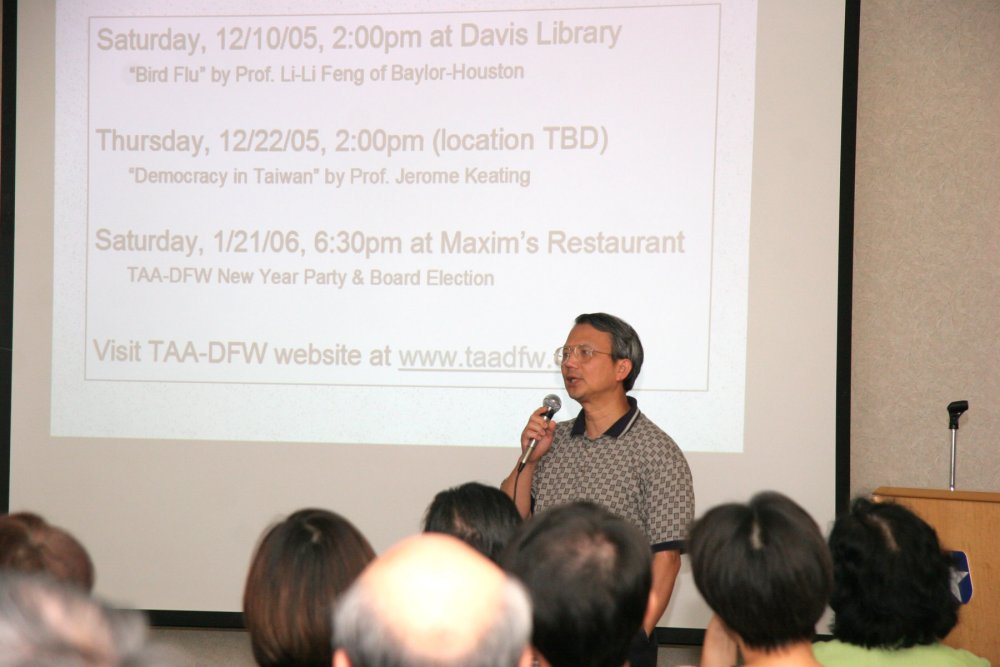 Saturday, 12/10/05, 2:00pm at Davis Library
"Bird Flu" by Prof. Li-Li Feng of Baylor-Houston
Thursday, 12/22/05, 2:00pm (location TBD)
"Democracy in Taiwan" by Prof. Jerome Keating
Saturday, 1/21/06, 6:30pm at Maxim's Restaurant
TAA-DFW New Year Party & Board Election
Visit TAA-DFW website at www.taadfw.